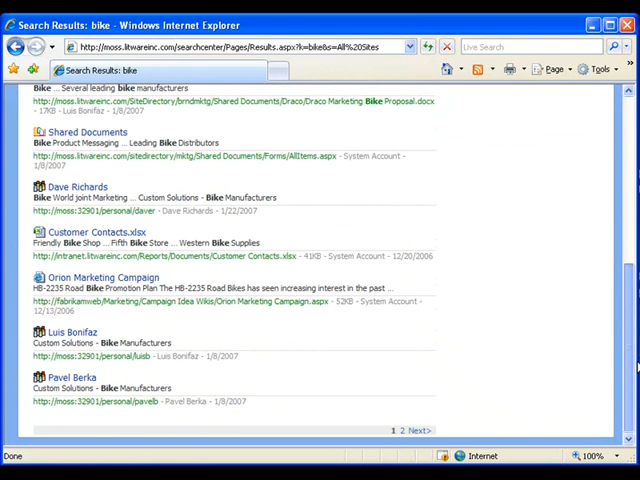 Search Results: bike - Windows Internet Explorer
http://moss.litwareinc.com/searchcenter/Pages/Results.aspx?k=bike&s=All%20Sites
Live Search
Search Results: bike
Page
Tools
Bike ... Several leading bike manufacturers
http://moss.litwareinc.com/SiteDirectory/brndmktg/Shared Documents/Draco/Draco Marketing Bike Proposal.docx
- 17KB - Luis Bonifaz - 1/8/2007
Shared Documents
Bike Product Messaging ... Leading Bike Distributors
http://moss.litwareinc.com/sitedirectory/mktg/Shared Documents/Forms/AllItems.aspx - System Account -
1/8/2007
Dave Richards
Bike World joint Marketing ... Custom Solutions - Bike Manufacturers
http://moss:32901/personal/daver - Dave Richards - 1/22/2007
Customer Contacts.xlsx
Friendly Bike Shop ... Fifth Bike Store ... Western Bike Supplies
http://intranet.litwareinc.com/Reports/Documents/Customer Contacts.xlsx - 41KB - System Account - 12/20/2006
Orion Marketing Campaign
HB-2235 Road Bike Promotion Plan The HB-2235 Road Bikes has seen increasing interest in the past ...
http://fabrikamweb/Marketing/Campaign Idea Wikis/Orion Marketing Campaign.aspx - 52KB - System Account -
12/13/2006
Luis Bonifaz
Custom Solutions - Bike Manufacturers
http://moss:32901/personal/luisb - Luis Bonifaz - 1/8/2007
Pavel Berka
Custom Solutions - Bike Manufacturers
http://moss:32901/personal/pavelb - Pavel Berka - 1/8/2007
1 2 Next>
Done
Internet
100%